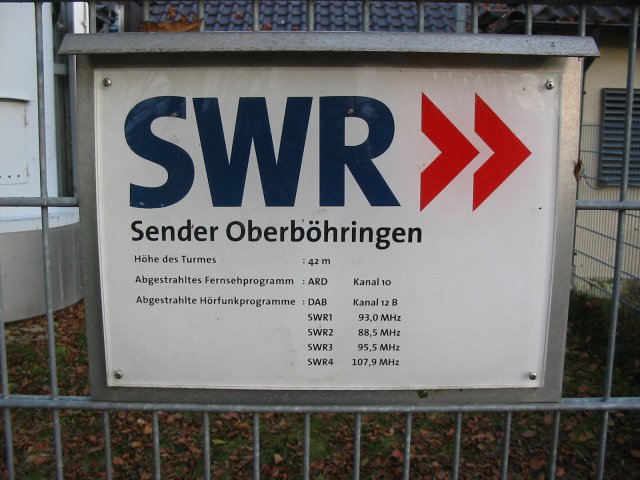 SWR
Sender Oberböhringen
Höhe des Turmes : 42 m
Abgestrahltes Fernsehprogramm : ARD Kanal 10
Abgestrahlte Hörfunkprogramme : DAB Kanal 12 B
SWR1 93,0 MHz
SWR2 88,5 MHz
SWR3 95,5 MHz
SWR4 107,9 MHz